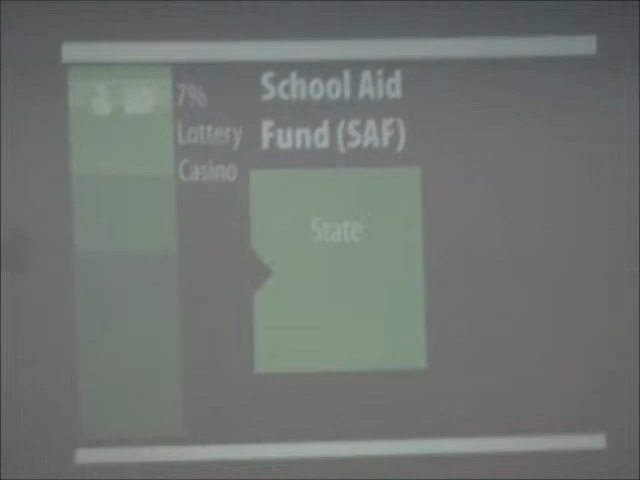 7%
Lottery
Casino
School Aid
Fund (SAF)
State